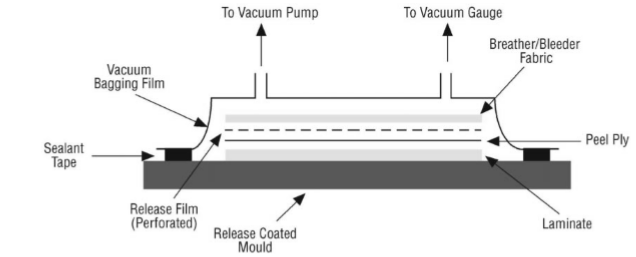 To Vacuum Pump
To Vacuum Gauge
Breather/Bleeder
Fabric
Vacuum
Bagging Film
Peel Ply
Sealant
Tape
Release Film
(Perforated)
Release Coated
Mould
Laminate